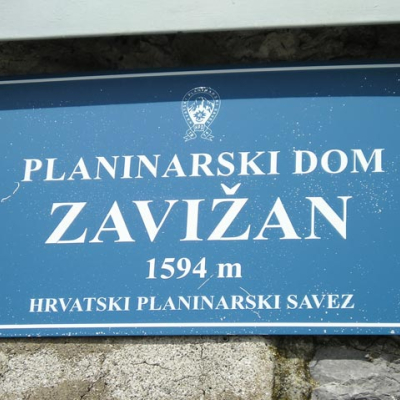 PLANINARSKI DOM
ZAVIŽAN
1594 m
HRVATSKI PLANINARSKI SAVEZ